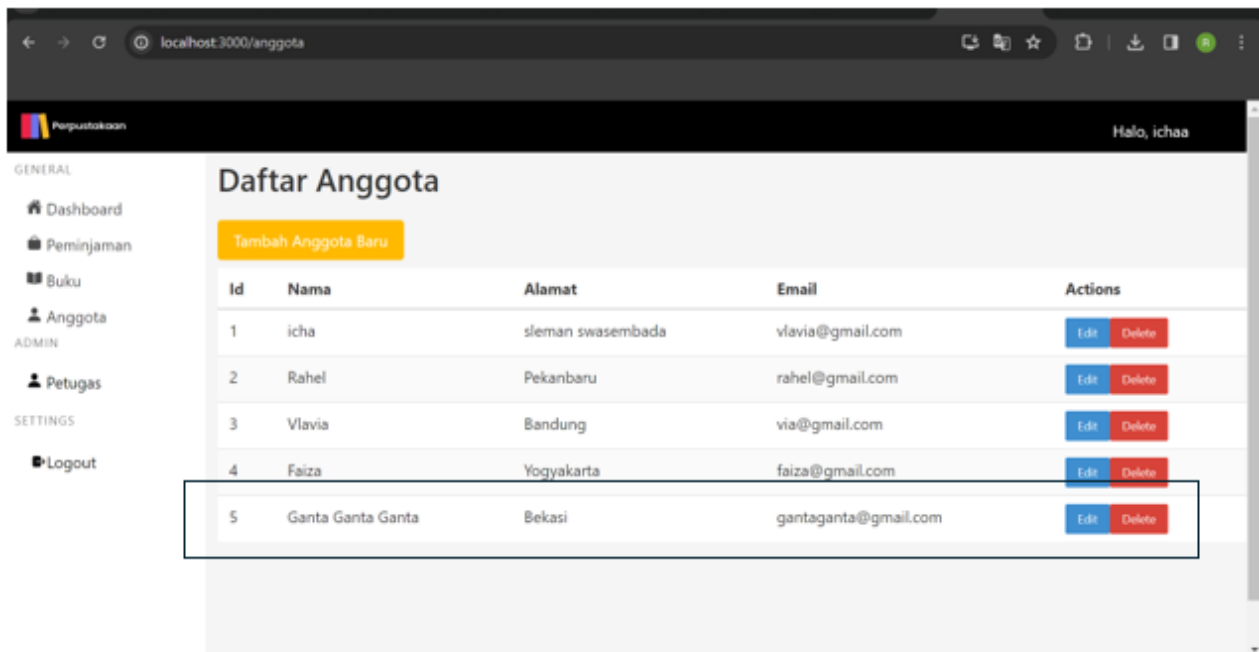 localhost:3000/anggota
R
Perpustakaan
Halo, ichaa
GENERAL
Dashboard
Peminjaman
Buku
Anggota
ADMIN
Petugas
SETTINGS
Logout
Daftar Anggota
Tambah Anggota Baru
Id Nama Alamat Email Actions
1 icha sleman swasembada vlavia@gmail.com Edit Delete
2 Rahel Pekanbaru rahel@gmail.com Edit Delete
3 Vlavia Bandung via@gmail.com Edit Delete
4 Faiza Yogyakarta faiza@gmail.com Edit Delete
5 Ganta Ganta Ganta Bekasi gantaganta@gmail.com Edit Delete